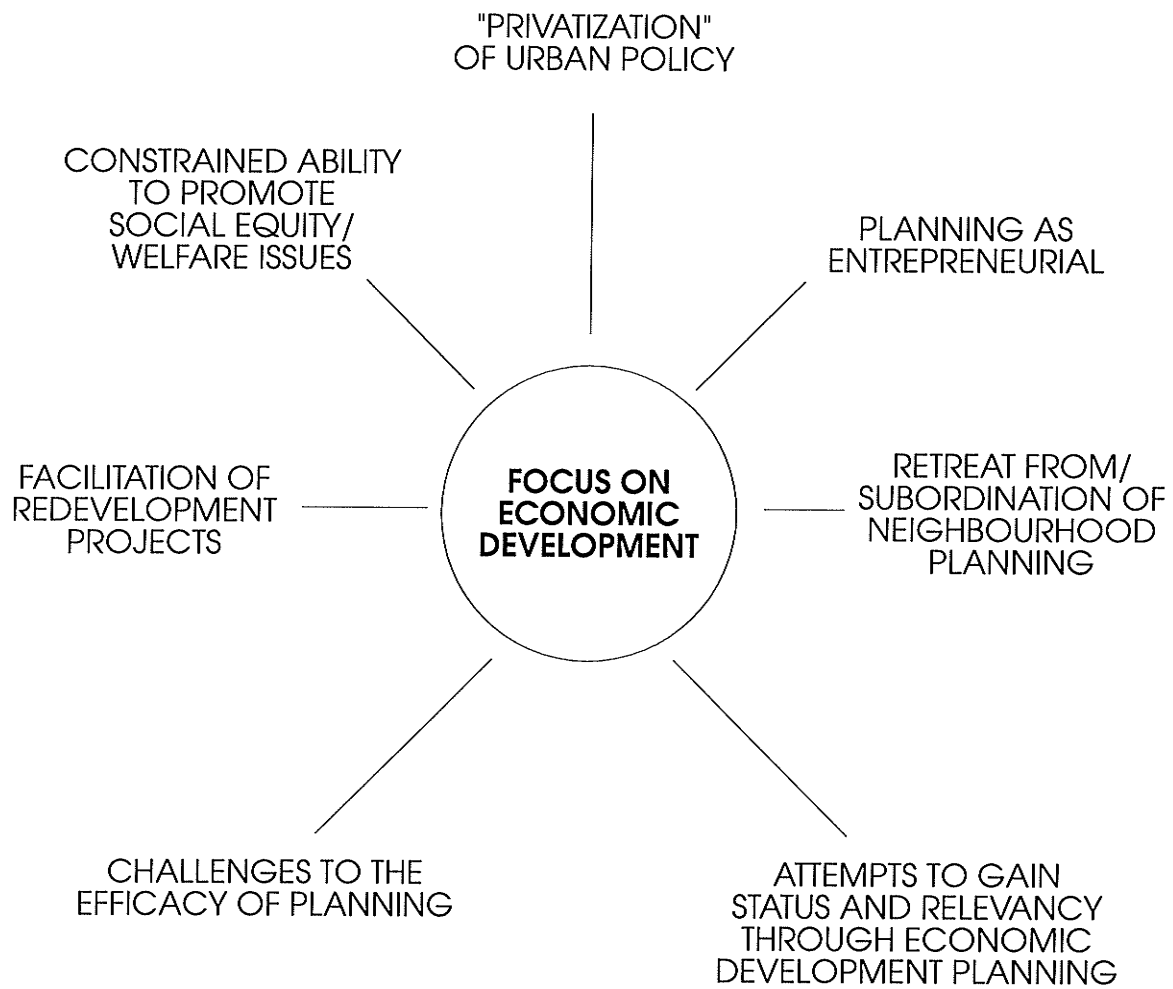 "PRIVATIZATION"
OF URBAN POLICY
CONSTRAINED ABILITY
TO PROMOTE
SOCIAL EQUITY/
WELFARE ISSUES
PLANNING AS
ENTREPRENEURIAL
FACILITATION OF
REDEVELOPMENT
PROJECTS
FOCUS ON
ECONOMIC
DEVELOPMENT
RETREAT FROM/
SUBORDINATION OF
NEIGHBOURHOOD
PLANNING
CHALLENGES TO THE
EFFICACY OF PLANNING
ATTEMPTS TO GAIN
STATUS AND RELEVANCY
THROUGH ECONOMIC
DEVELOPMENT PLANNING